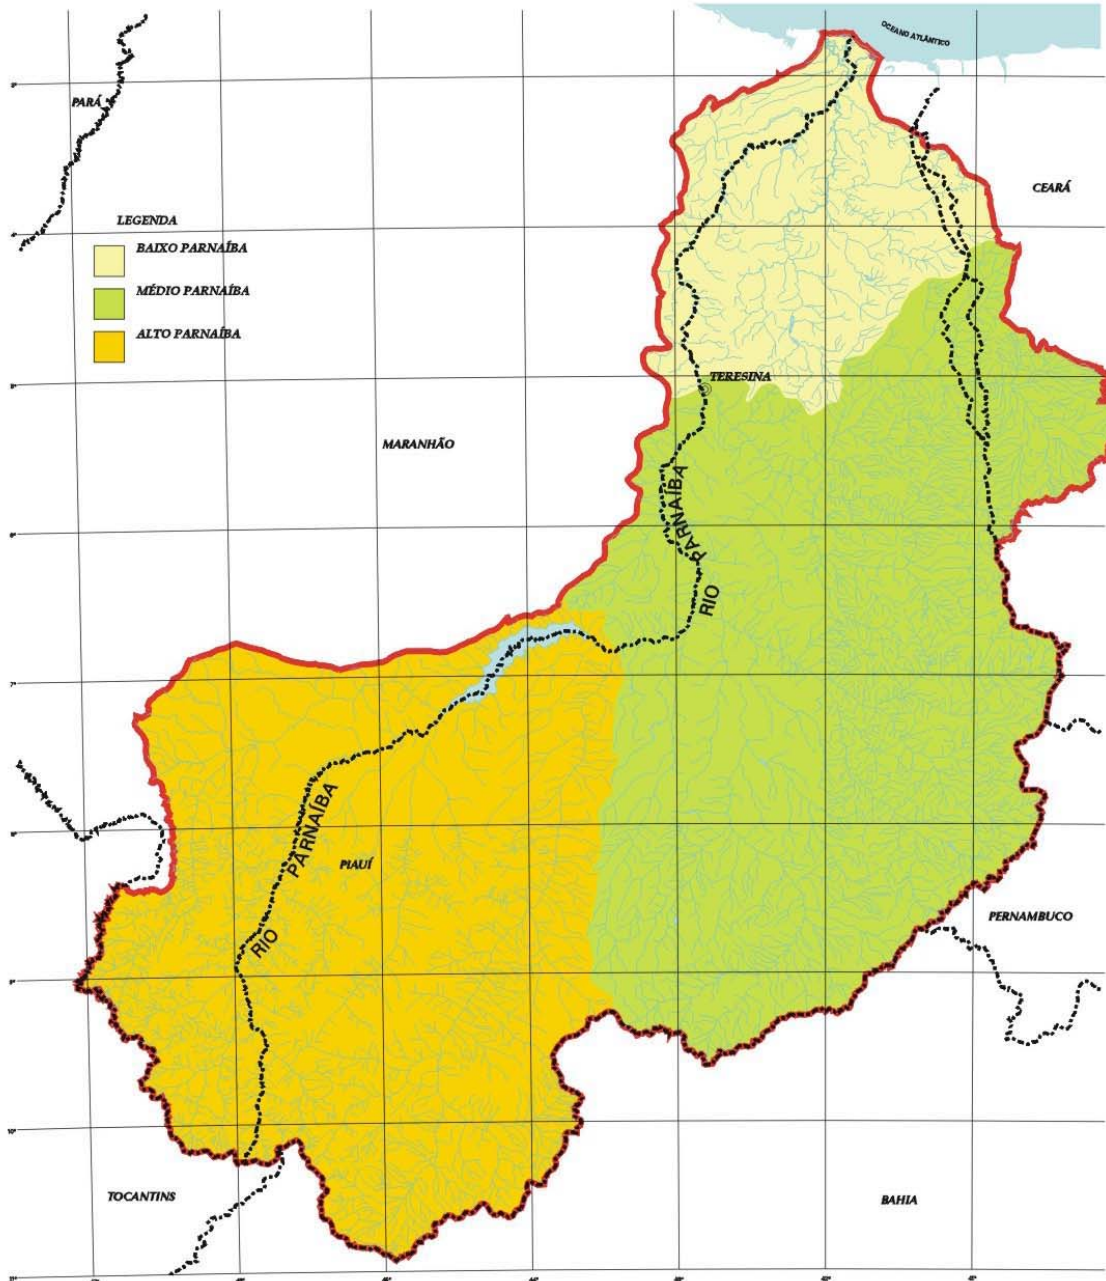 OCEANO ATLÂNTICO
PARÁ
CEARÁ
LEGENDA
BAIXO PARNAÍBA
MÉDIO PARNAÍBA
ALTO PARNAÍBA
TERESINA
MARANHÃO
RIO PARNAÍBA
RIO PARNAÍBA
PIAUÍ
PERNAMBUCO
TOCANTINS
BAHIA